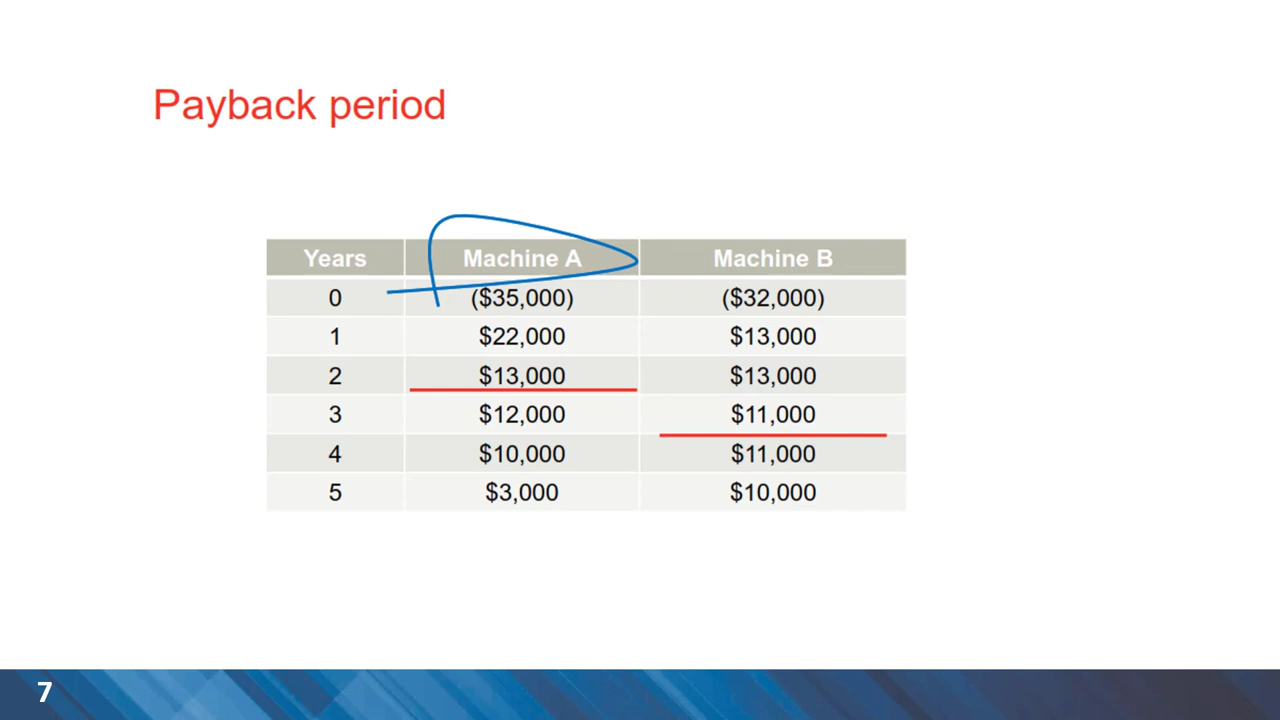 Payback period
Years Machine A Machine B
0 ($35,000) ($32,000)
1 $22,000 $13,000
2 $13,000 $13,000
3 $12,000 $11,000
4 $10,000 $11,000
5 $3,000 $10,000
7